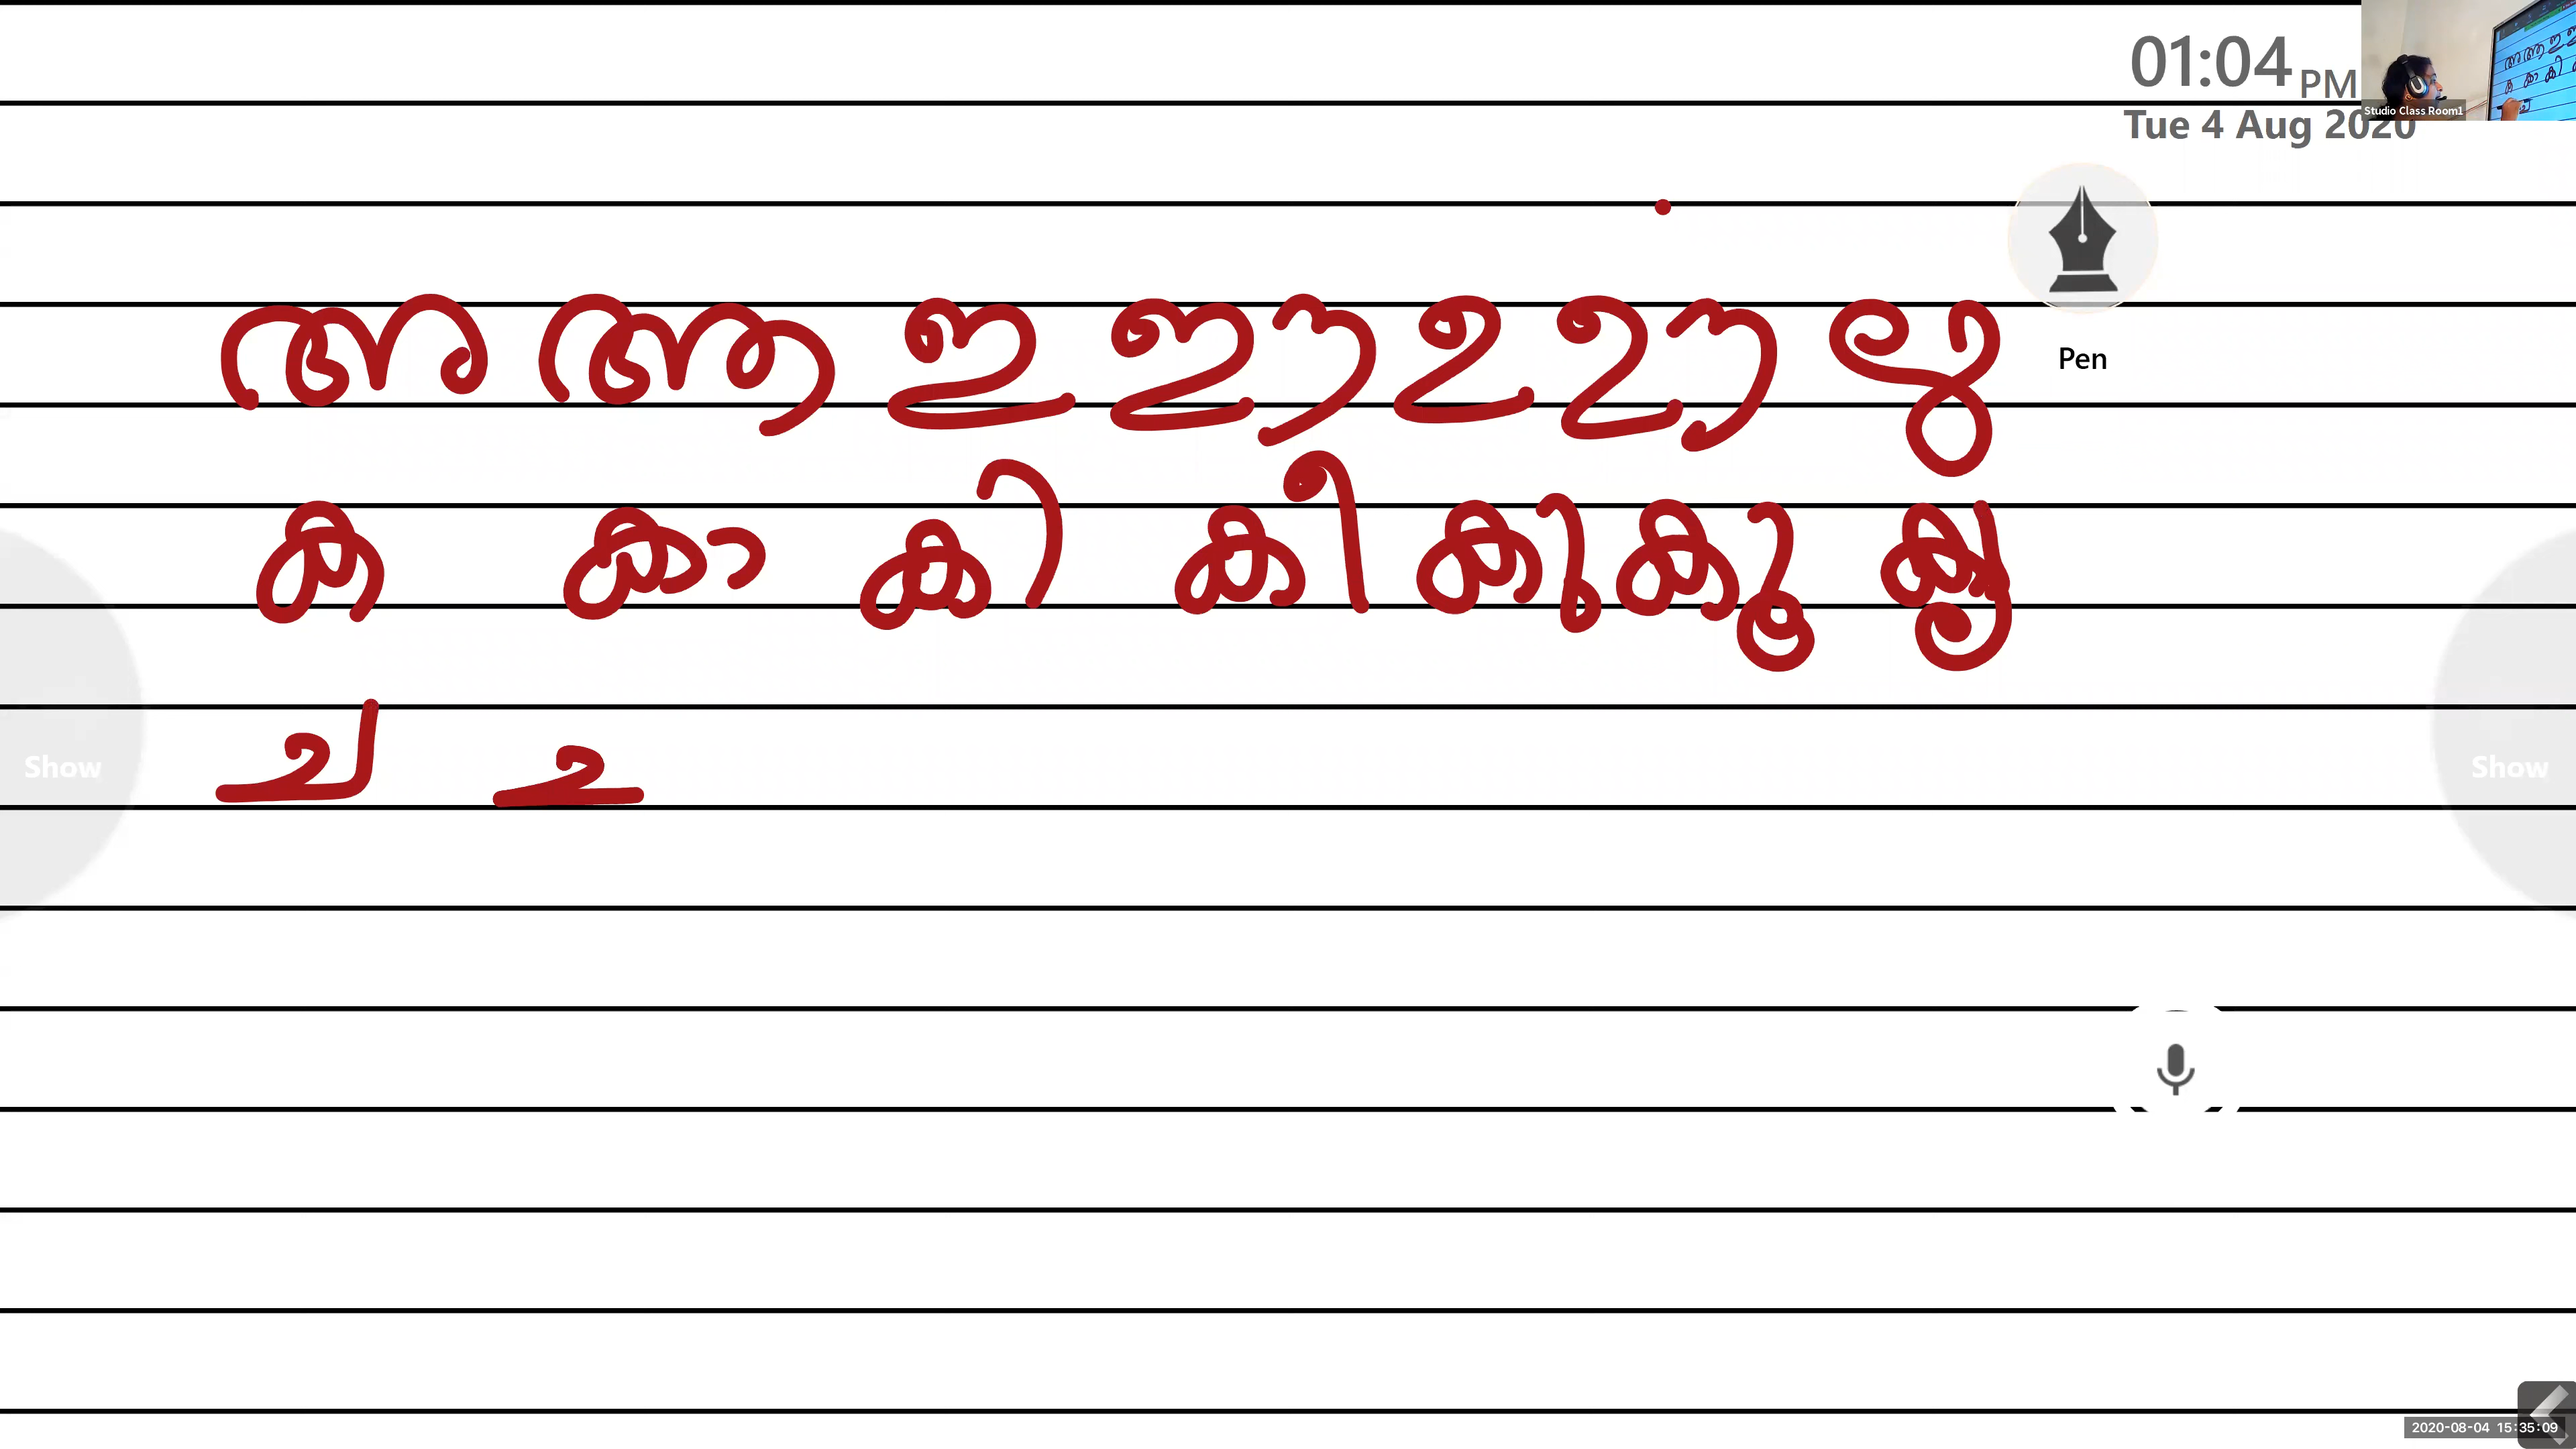 01:04 PM
Tue 4 Aug 2020
Studio Class Room1
Pen
അ ആ ഇ ഈ ഉ ഊ ഋ
ക കാ കി കീ കു കൂ കൃ
ച
Show Show
2020-08-04 15:35:09